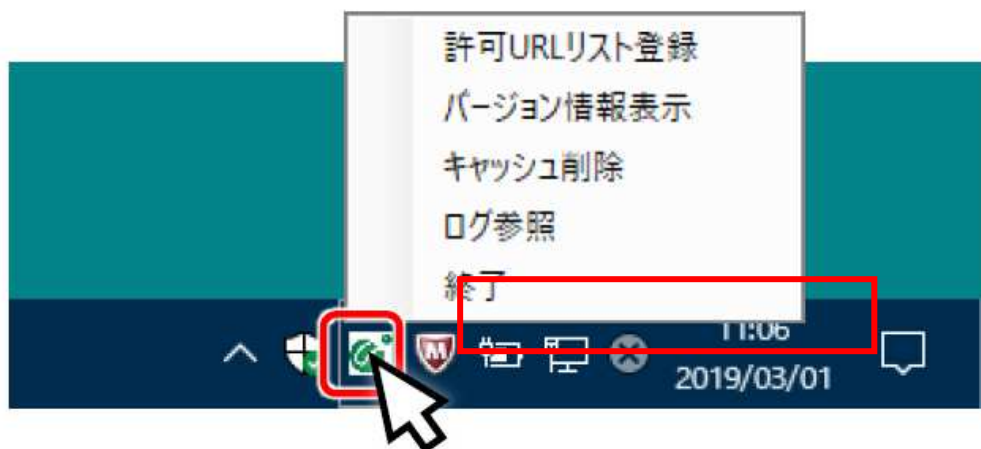 許可URLリスト登録
バージョン情報表示
キャッシュ削除
ログ参照
終了
11:06
2019/03/01